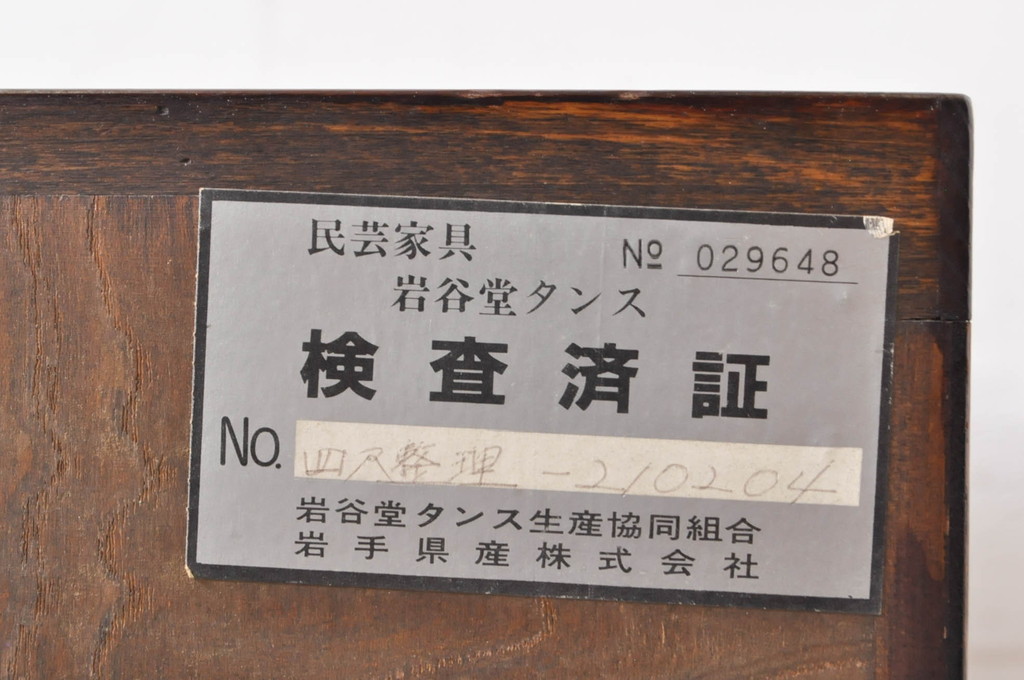 民芸家具
№ 029648
岩谷堂タンス
検査済証
No. 四尺整理 -210204
岩谷堂タンス生産協同組合
岩手県産株式会社